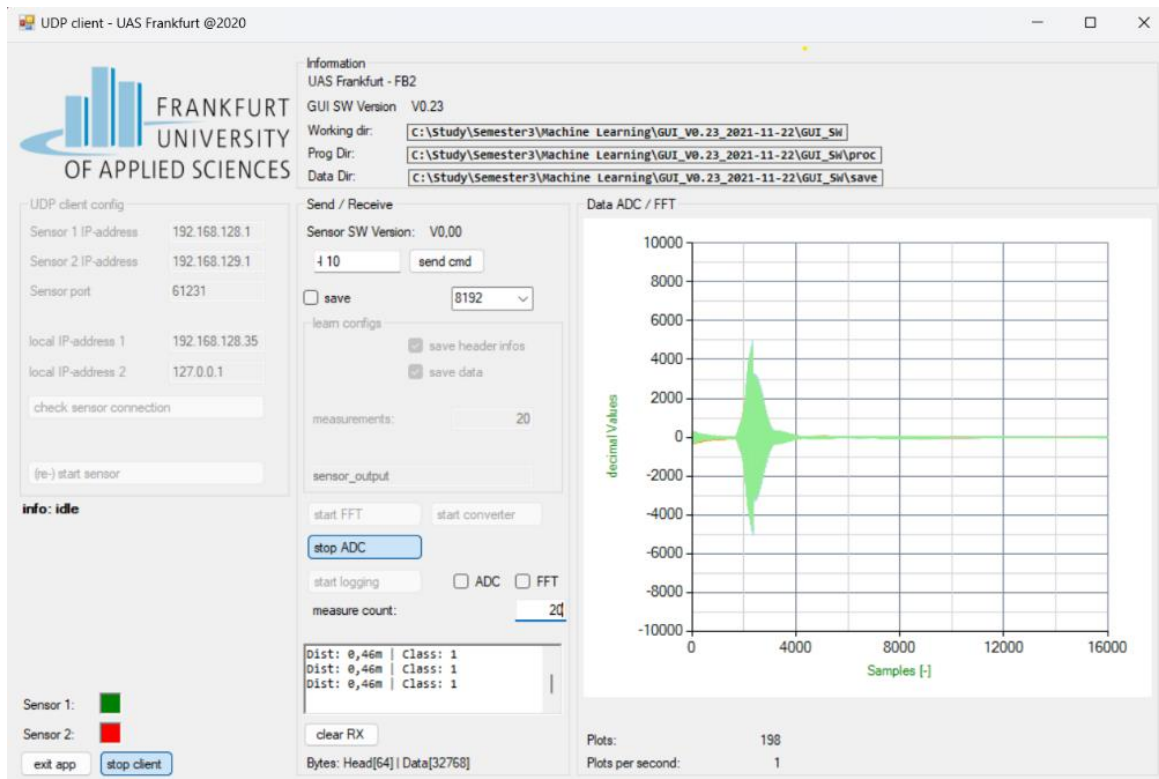 UDP client - UAS Frankfurt @2020
FRANKFURT
UNIVERSITY
OF APPLIED SCIENCES
Information
UAS Frankfurt - FB2
GUI SW Version V0.23
Working dir: C:\Study\Semester3\Machine Learning\GUI_V0.23_2021-11-22\GUI_SW
Prog Dir: C:\Study\Semester3\Machine Learning\GUI_V0.23_2021-11-22\GUI_SW\proc
Data Dir: C:\Study\Semester3\Machine Learning\GUI_V0.23_2021-11-22\GUI_SW\save
UDP client config
Sensor 1 IP-address 192.168.128.1
Sensor 2 IP-address 192.168.129.1
Sensor port 61231
local IP-address 1 192.168.128.35
local IP-address 2 127.0.0.1
check sensor connection
(re-) start sensor
info: idle
Sensor 1:
Sensor 2:
exit app stop client
Send / Receive
Sensor SW Version: V0,00
10 send cmd
save 8192
learn configs
save header infos
save data
measurements: 20
sensor_output
start FFT start converter
stop ADC
start logging ADC FFT
measure count: 20
Dist: 0,46m | Class: 1
Dist: 0,46m | Class: 1
Dist: 0,46m | Class: 1
clear RX
Bytes: Head[64] | Data[32768]
Data ADC / FFT
10000
8000
6000
4000
2000
0
-2000
-4000
-6000
-8000
-10000
decimal Values
0 4000 8000 12000 16000
Samples [-]
Plots: 198
Plots per second: 1